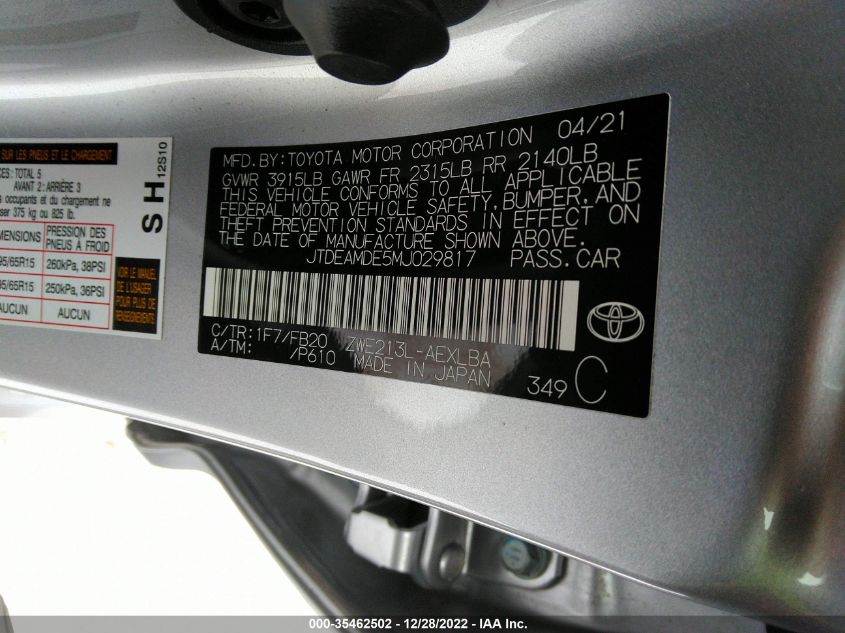 SUR LES PNEUS ET LE CHARGEMENT
CES: TOTAL 5
AVANT 2: ARRIÈRE 3
occupants et du chargement ne
ser 375 kg ou 825 lb.
MENSIONS PRESSION DES PNEUS À FROID
95/65R15 260kPa, 38PSI
95/65R15 250kPa, 36PSI
AUCUN AUCUN
VOIR LE MANUEL
DE L'USAGER
POUR PLUS DE
RENSEIGNEMENTS
SH 12S10
MFD.BY:TOYOTA MOTOR CORPORATION 04/21
GVWR 3915LB GAWR FR 2315LB RR 2140LB
THIS VEHICLE CONFORMS TO ALL APPLICABLE
FEDERAL MOTOR VEHICLE SAFETY,BUMPER,AND
THEFT PREVENTION STANDARDS IN EFFECT ON
THE DATE OF MANUFACTURE SHOWN ABOVE.
JTDEAMDE5MJ029817 PASS.CAR
C/TR:1F7/FB20 ZWE213L-AEXLBA
A/TM: /P610 MADE IN JAPAN
349 C
000-35462502 - 12/28/2022 - IAA Inc.